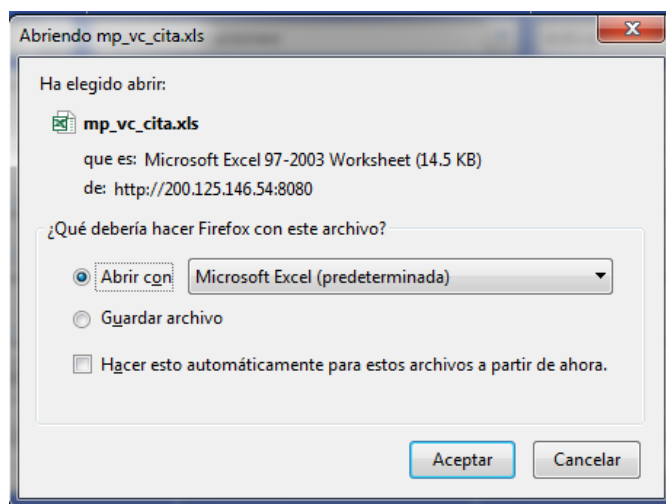 Abriendo mp_vc_cita.xls
Ha elegido abrir:
mp_vc_cita.xls
que es: Microsoft Excel 97-2003 Worksheet (14.5 KB)
de: http://200.125.146.54:8080
¿Qué debería hacer Firefox con este archivo?
Abrir con Microsoft Excel (predeterminada)
Guardar archivo
Hacer esto automáticamente para estos archivos a partir de ahora.
Aceptar Cancelar